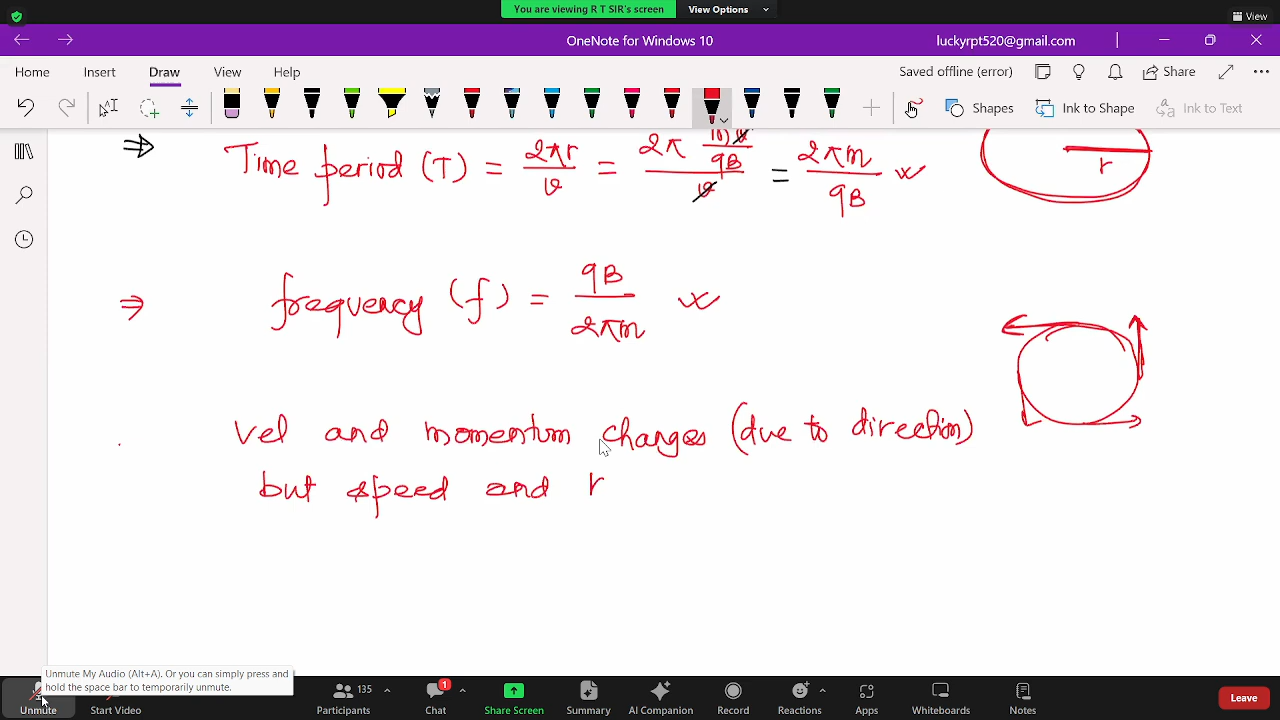 You are viewing R T SIR's screen
View Options
View
OneNote for Windows 10
luckyrpt520@gmail.com
Home Insert Draw View Help
Saved offline (error)
Share
Shapes
Ink to Shape
Ink to Text
⇒ Time period (T) = 2πr/v = 2π mv/qB / v = 2πm/qB
r
⇒ frequency (f) = qB/2πm
vel and momentum changes (due to direction)
but speed and r
Unmute My Audio (Alt+A). Or you can simply press and
hold the space bar to temporarily unmute.
135
1
Unmute
Start Video
Participants
Chat
Share Screen
Summary
AI Companion
Record
Reactions
Apps
Whiteboards
Notes
Leave